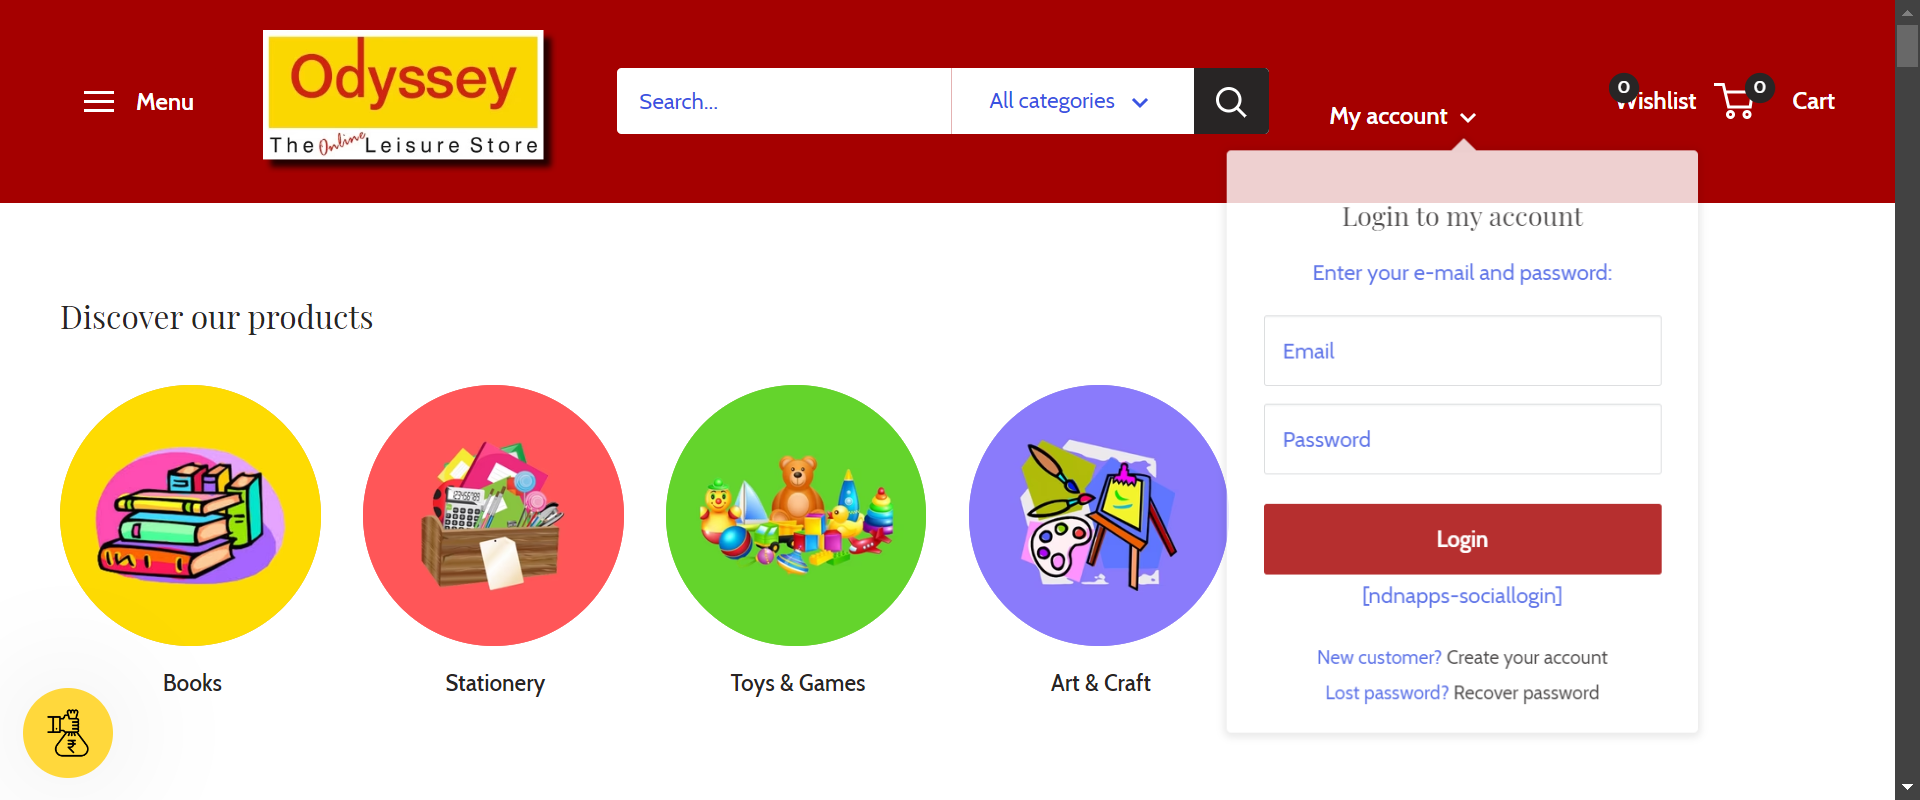 Menu
Odyssey
The Online Leisure Store
Search...
All categories
My account
0
Wishlist
0
Cart
Login to my account
Enter your e-mail and password:
Email
Password
Login
[ndnapps-sociallogin]
New customer? Create your account
Lost password? Recover password
Discover our products
Books
Stationery
Toys & Games
Art & Craft
₹